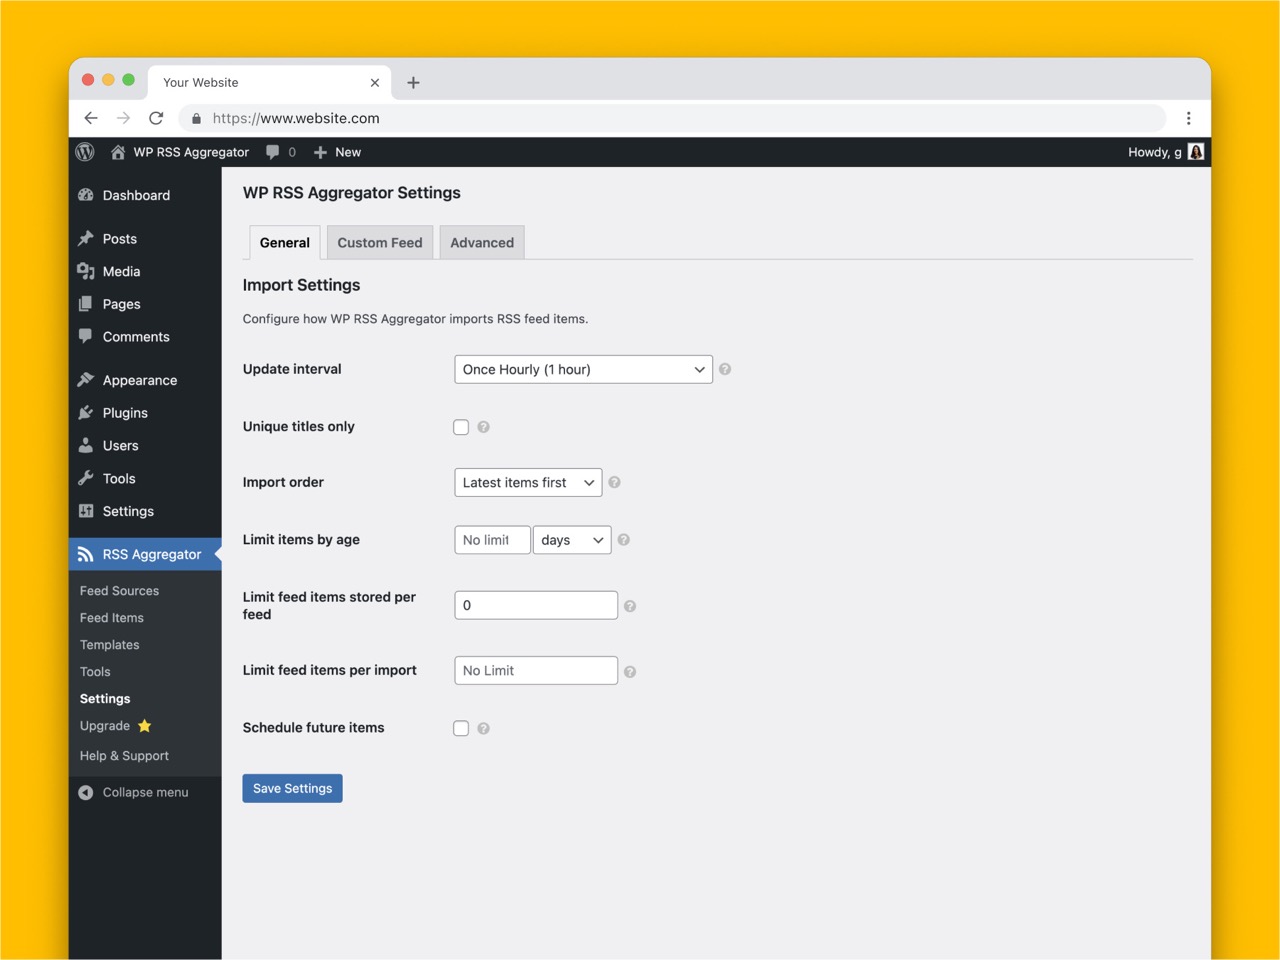 Your Website
https://www.website.com
WP RSS Aggregator 0 New Howdy, g
Dashboard
Posts
Media
Pages
Comments
Appearance
Plugins
Users
Tools
Settings
RSS Aggregator
Feed Sources
Feed Items
Templates
Tools
Settings
Upgrade
Help & Support
Collapse menu
WP RSS Aggregator Settings
General Custom Feed Advanced
Import Settings
Configure how WP RSS Aggregator imports RSS feed items.
Update interval Once Hourly (1 hour) ?
Unique titles only ?
Import order Latest items first ?
Limit items by age No limit days ?
Limit feed items stored per
feed 0 ?
Limit feed items per import No Limit ?
Schedule future items ?
Save Settings